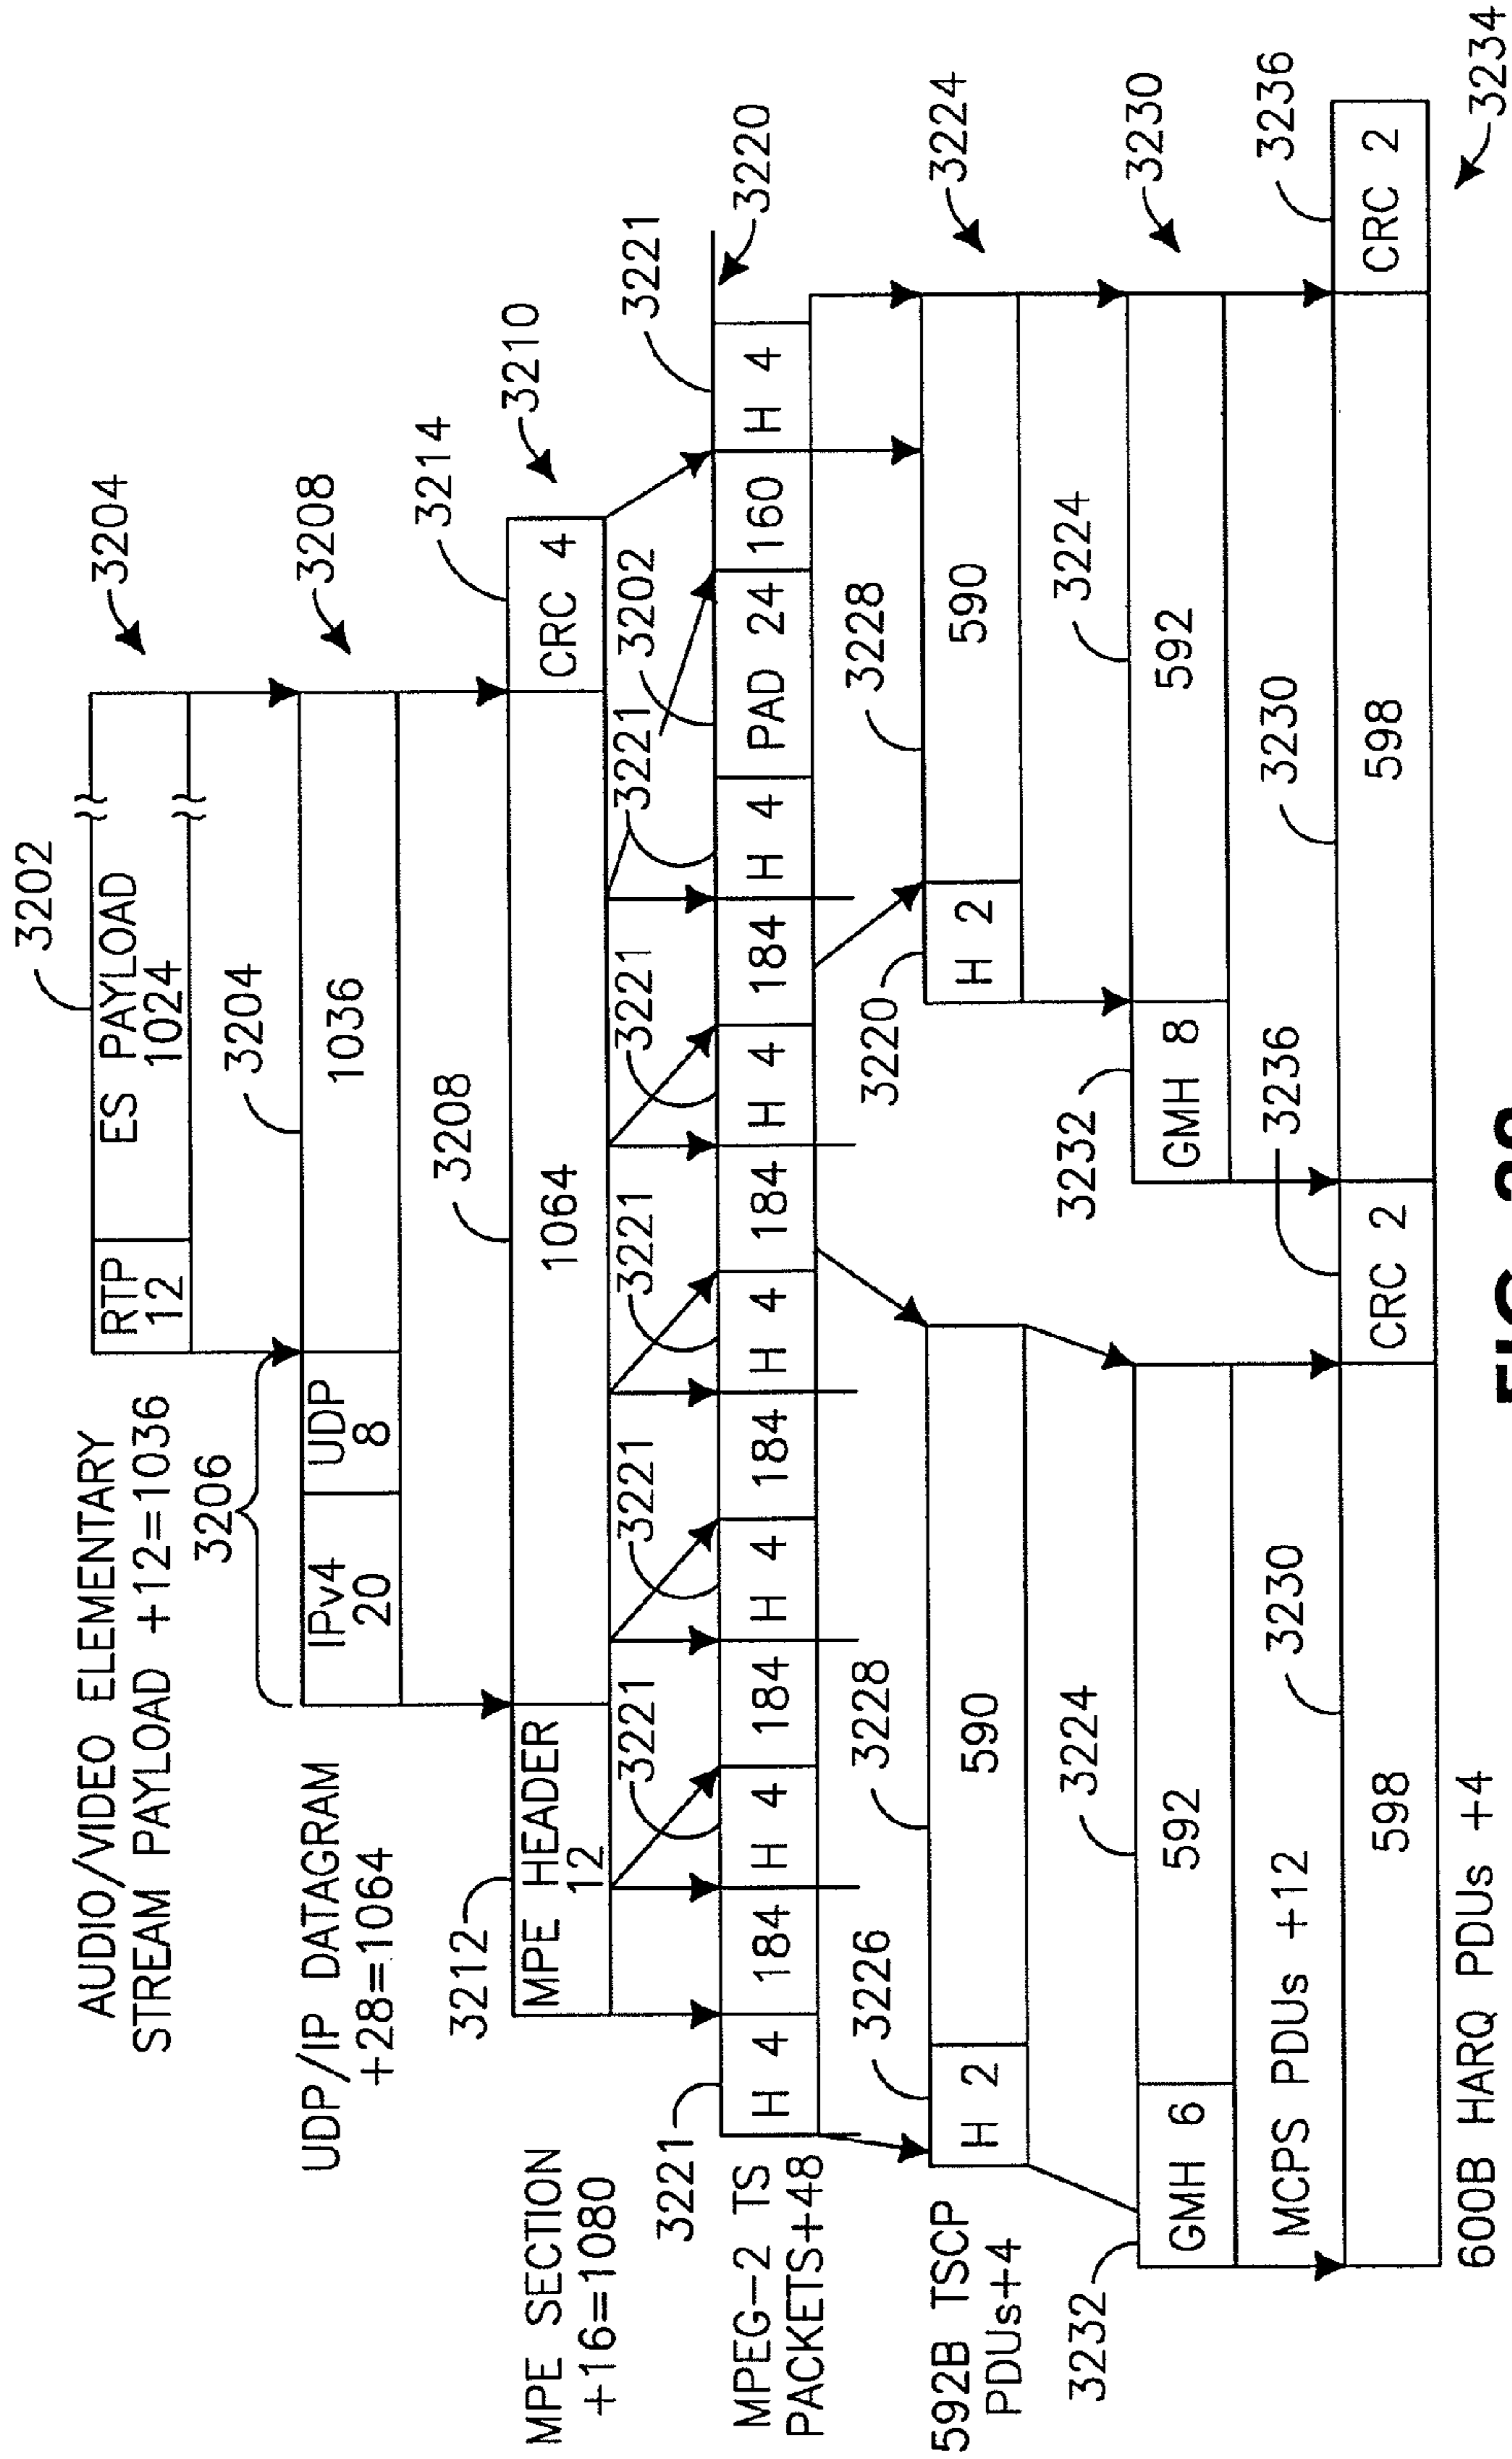 3202
3204
AUDIO/VIDEO ELEMENTARY
STREAM PAYLOAD +12=1036
RTP
12
ES PAYLOAD
1024
3206
3204
3208
UDP/IP DATAGRAM
+28=1064
IPv4
20
UDP
8
1036
3212
3208
3214
3210
MPE SECTION
+16=1080
MPE HEADER
12
1064
CRC 4
3221
3221
3221
3221
3221
3221
3202
3221
3220
MPEG-2 TS
PACKETS+48
H 4
184
H 4
184
H 4
184
H 4
184
H 4
184
H 4
PAD 24
160
H 4
3226
3228
3220
3228
3224
592B TSCP
PDUs+4
H 2
590
H 2
590
3232
3224
3232
3224
3230
GMH 6
592
GMH 8
592
MCPS PDUs +12
3230
3236
3230
3236
598
CRC 2
598
CRC 2
600B HARQ PDUs +4
3234